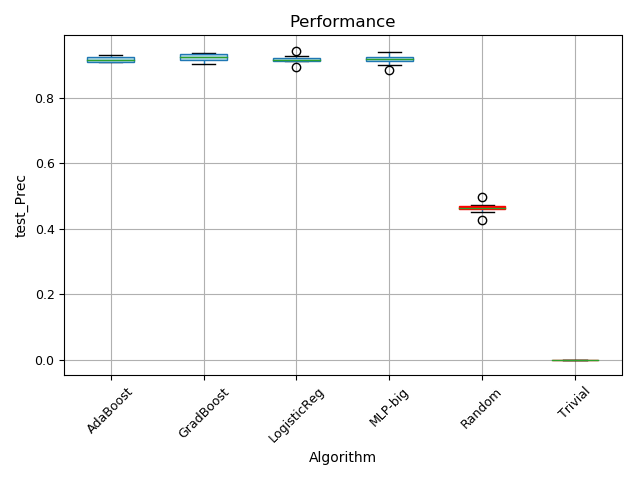 Performance
test_Prec
0.8
0.6
0.4
0.2
0.0
AdaBoost
GradBoost
LogisticReg
MLP-big
Random
Trivial
Algorithm